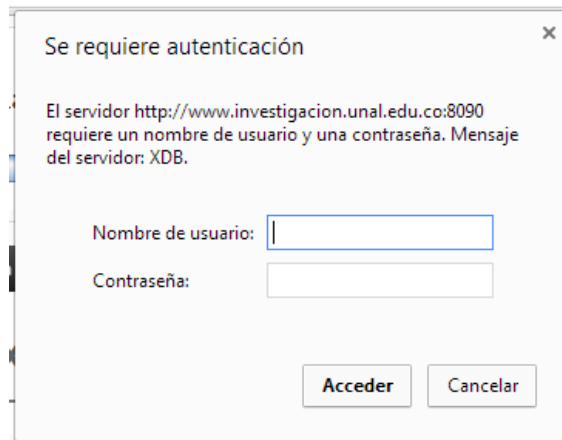 Se requiere autenticación
El servidor http://www.investigacion.unal.edu.co:8090
requiere un nombre de usuario y una contraseña. Mensaje
del servidor: XDB.
Nombre de usuario:
Contraseña:
Acceder Cancelar